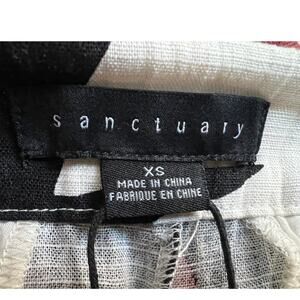 sanctuary
XS
MADE IN CHINA
FABRIQUE EN CHINE